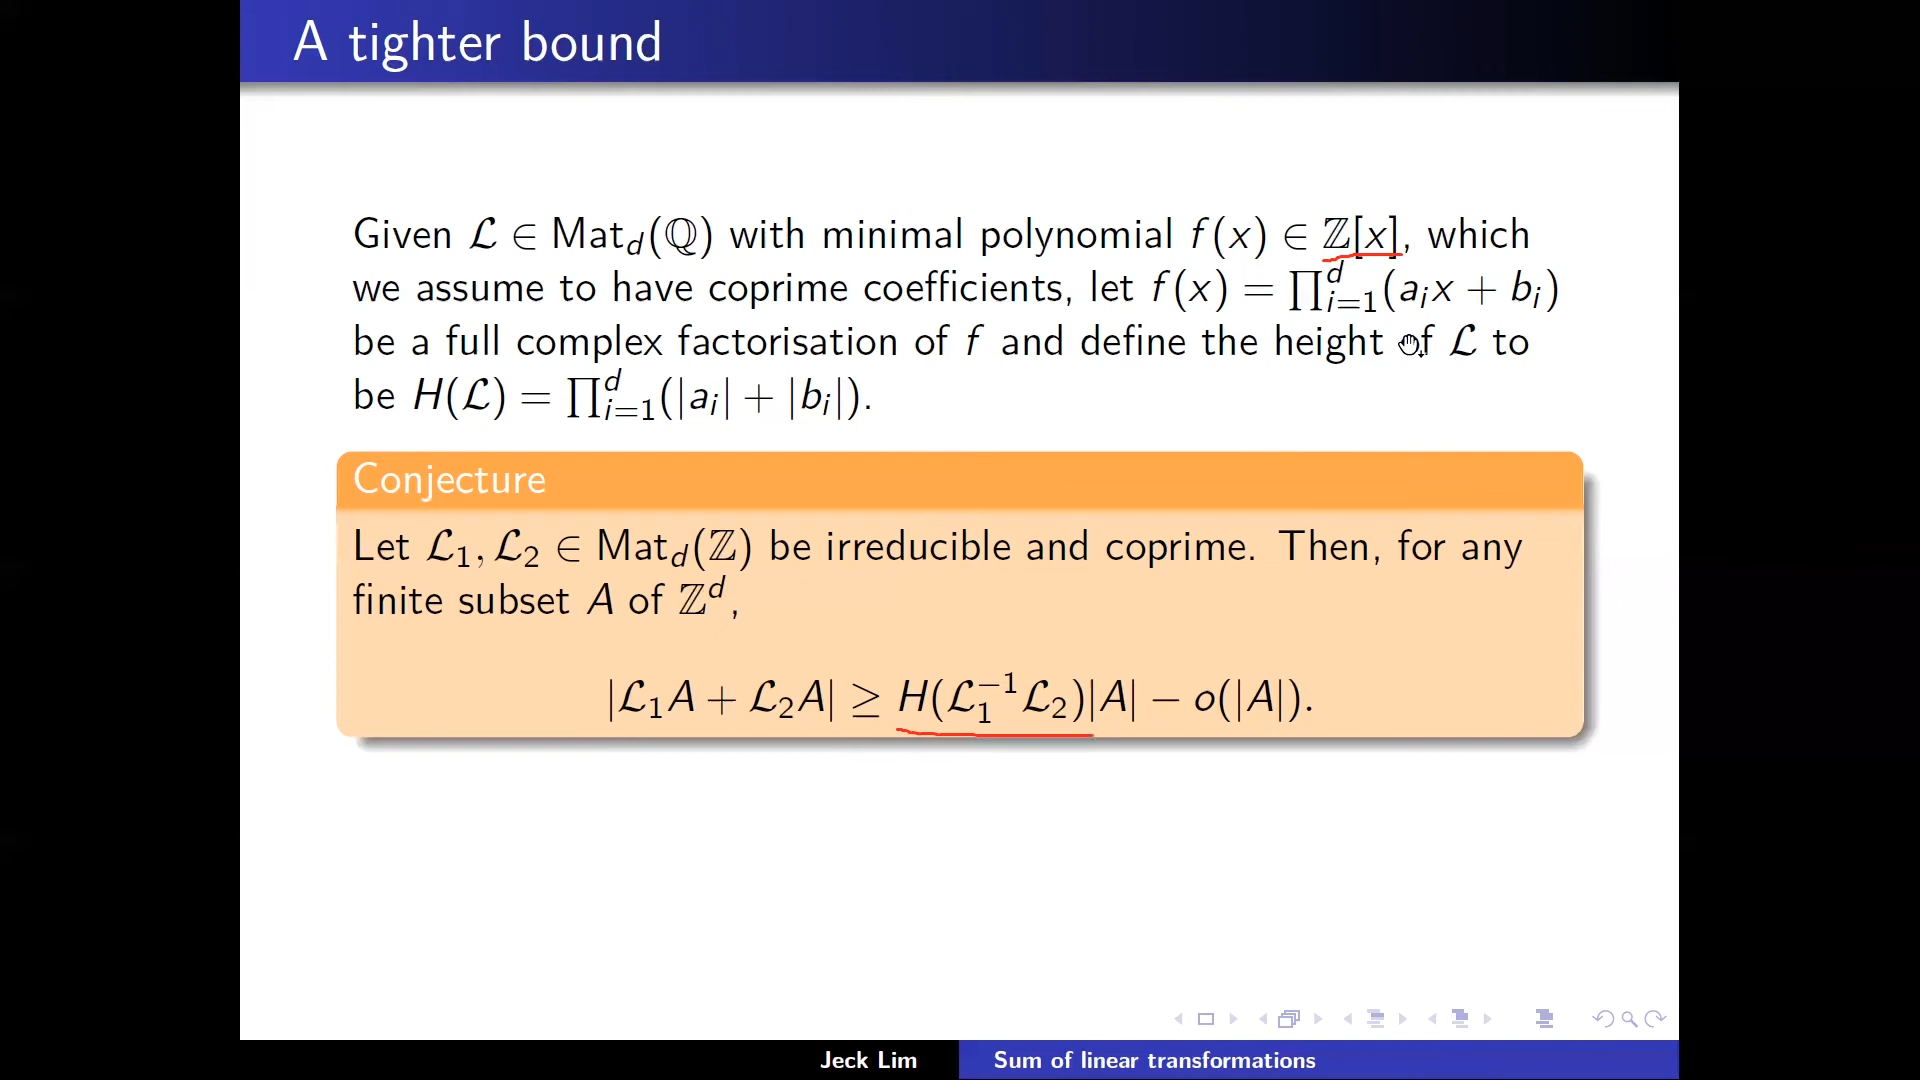 A tighter bound
Given ℒ ∈ Mat_d(ℚ) with minimal polynomial f(x) ∈ ℤ[x], which
we assume to have coprime coefficients, let f(x) = ∏_{i=1}^d(a_i x + b_i)
be a full complex factorisation of f and define the height of ℒ to
be H(ℒ) = ∏_{i=1}^d(|a_i| + |b_i|).
Conjecture
Let ℒ_1, ℒ_2 ∈ Mat_d(ℤ) be irreducible and coprime. Then, for any
finite subset A of ℤ^d,
|ℒ_1 A + ℒ_2 A| ≥ H(ℒ_1^{-1} ℒ_2)|A| − o(|A|).
Jeck Lim
Sum of linear transformations